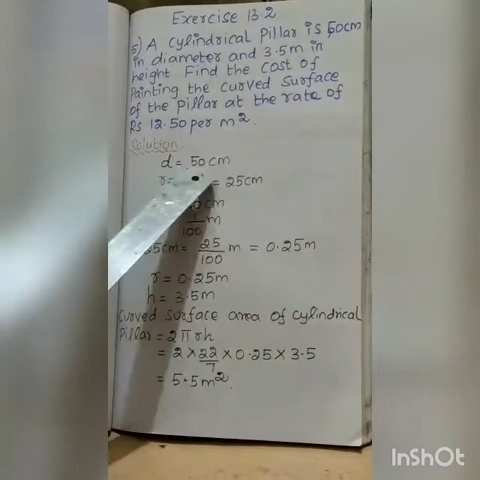 Exercise 13.2
5) A cylindrical Pillar is 50cm
in diameter and 3.5m in
height. Find the cost of
Painting the curved surface
of the pillar at the rate of
Rs 12.50 per m².
Solution
d = 50cm
r= = 25cm
cm
1/100 m
25cm = 25/100 m = 0.25m
r = 0.25m
h = 3.5m
Curved surface area of cylindrical
Pillar = 2πrh
= 2 × 22/7 × 0.25 × 3.5
= 5.5m².
InShOt